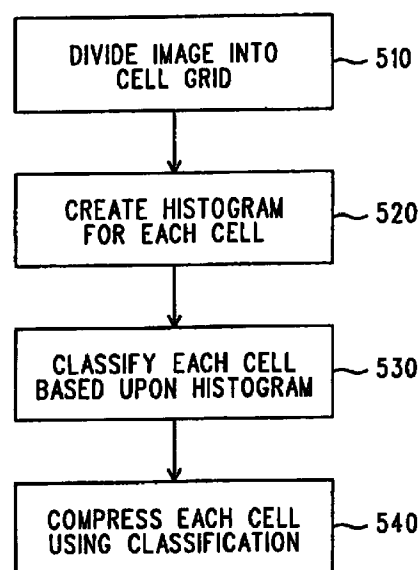 DIVIDE IMAGE INTO
CELL GRID
510
CREATE HISTOGRAM
FOR EACH CELL
520
CLASSIFY EACH CELL
BASED UPON HISTOGRAM
530
COMPRESS EACH CELL
USING CLASSIFICATION
540